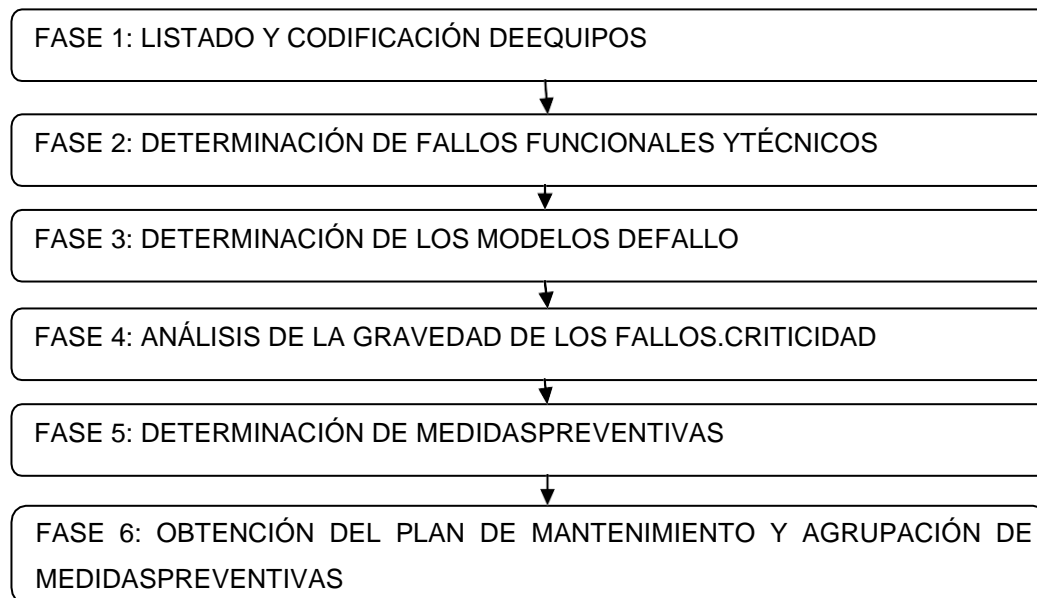 FASE 1: LISTADO Y CODIFICACIÓN DEEQUIPOS
FASE 2: DETERMINACIÓN DE FALLOS FUNCIONALES YTÉCNICOS
FASE 3: DETERMINACIÓN DE LOS MODELOS DEFALLO
FASE 4: ANÁLISIS DE LA GRAVEDAD DE LOS FALLOS.CRITICIDAD
FASE 5: DETERMINACIÓN DE MEDIDASPREVENTIVAS
FASE 6: OBTENCIÓN DEL PLAN DE MANTENIMIENTO Y AGRUPACIÓN DE
MEDIDASPREVENTIVAS